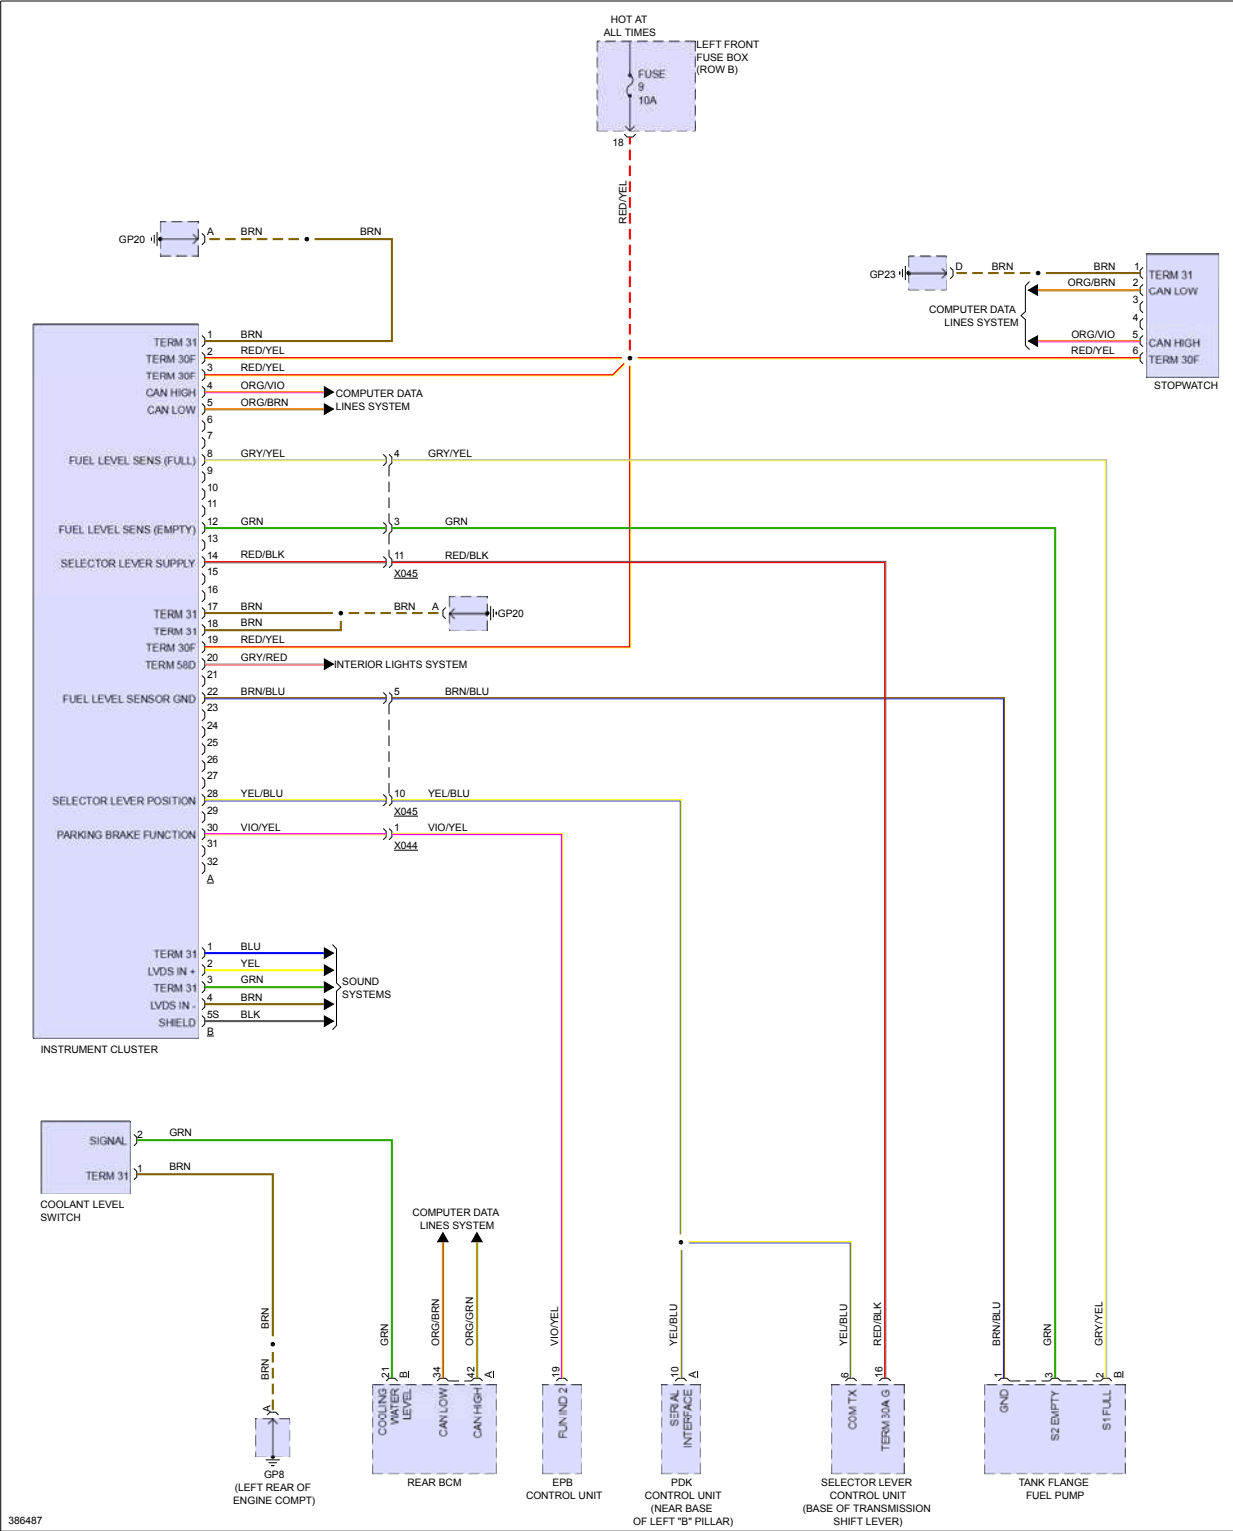 HOT AT
ALL TIMES
LEFT FRONT
FUSE BOX
(ROW B)
FUSE
9
10A
18
RED/YEL
GP20
A
BRN
BRN
GP23
D
BRN
BRN
1
TERM 31
ORG/BRN
2
CAN LOW
3
4
COMPUTER DATA
LINES SYSTEM
ORG/VIO
5
CAN HIGH
RED/YEL
6
TERM 30F
STOPWATCH
TERM 31
1
BRN
TERM 30F
2
RED/YEL
TERM 30F
3
RED/YEL
CAN HIGH
4
ORG/VIO
CAN LOW
5
ORG/BRN
COMPUTER DATA
LINES SYSTEM
6
7
FUEL LEVEL SENS (FULL)
8
GRY/YEL
4
GRY/YEL
9
10
11
FUEL LEVEL SENS (EMPTY)
12
GRN
3
GRN
13
SELECTOR LEVER SUPPLY
14
RED/BLK
11
RED/BLK
X045
15
16
TERM 31
17
BRN
BRN
A
GP20
TERM 31
18
BRN
TERM 30F
19
RED/YEL
TERM 58D
20
GRY/RED
INTERIOR LIGHTS SYSTEM
21
FUEL LEVEL SENSOR GND
22
BRN/BLU
5
BRN/BLU
23
24
25
26
27
SELECTOR LEVER POSITION
28
YEL/BLU
10
YEL/BLU
X045
29
PARKING BRAKE FUNCTION
30
VIO/YEL
1
VIO/YEL
X044
31
32
A
TERM 31
1
BLU
LVDS IN +
2
YEL
TERM 31
3
GRN
LVDS IN -
4
BRN
SHIELD
5S
BLK
B
SOUND
SYSTEMS
INSTRUMENT CLUSTER
SIGNAL
2
GRN
TERM 31
1
BRN
COOLANT LEVEL
SWITCH
COMPUTER DATA
LINES SYSTEM
BRN
BRN
A
GP8
(LEFT REAR OF
ENGINE COMPT)
GRN
21
B
COOLING
WATER
LEVEL
ORG/BRN
34
CAN LOW
ORG/GRN
42
A
CAN HIGH
REAR BCM
VIO/YEL
19
FUN IND 2
EPB
CONTROL UNIT
YEL/BLU
10
A
SERIAL
INTERFACE
PDK
CONTROL UNIT
(NEAR BASE
OF LEFT "B" PILLAR)
YEL/BLU
6
COM TX
RED/BLK
16
TERM 30A G
SELECTOR LEVER
CONTROL UNIT
(BASE OF TRANSMISSION
SHIFT LEVER)
BRN/BLU
1
GND
GRN
3
S2 EMPTY
GRY/YEL
2
B
S1 FULL
TANK FLANGE
FUEL PUMP
386487